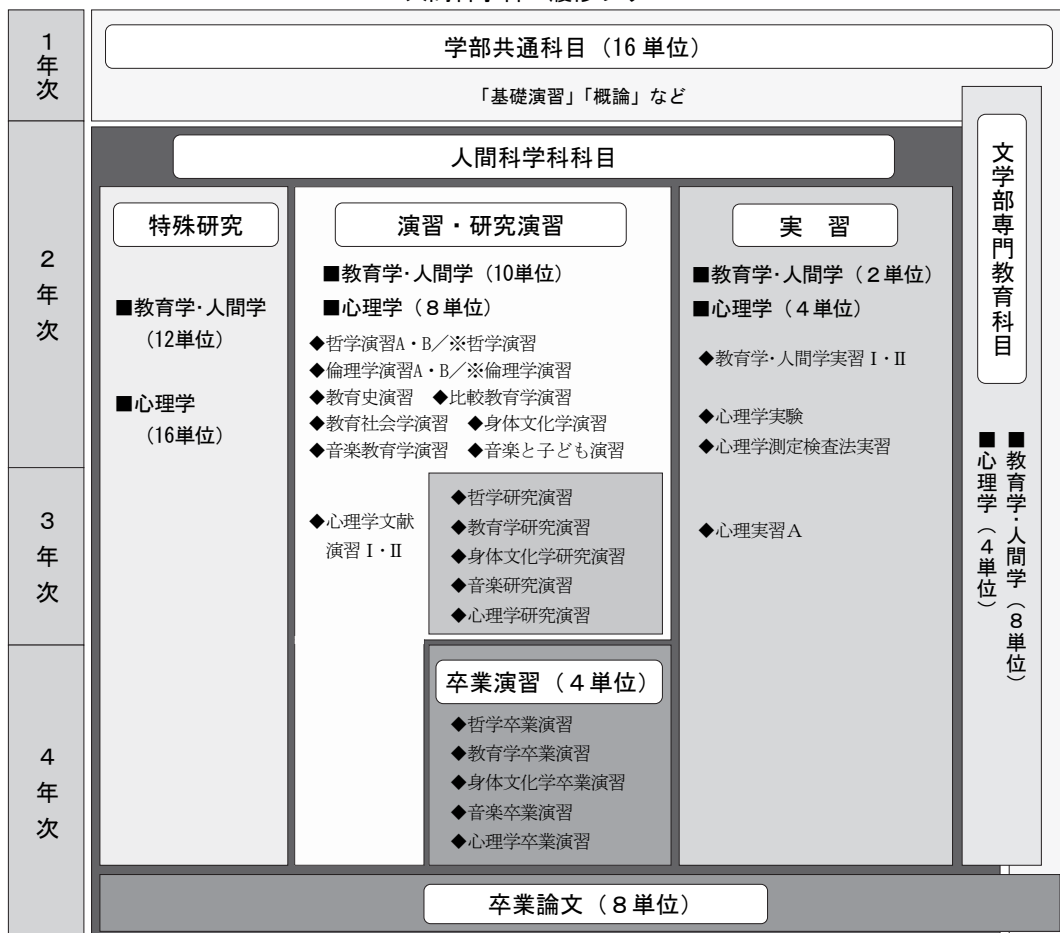 1年次
学部共通科目（16単位）
「基礎演習」「概論」など
2年次
3年次
4年次
人間科学科科目
特殊研究
■教育学・人間学
（12単位）
■心理学
（16単位）
演習・研究演習
■教育学・人間学（10単位）
■心理学（８単位）
◆哲学演習A・B／※哲学演習
◆倫理学演習A・B／※倫理学演習
◆教育史演習　◆比較教育学演習
◆教育社会学演習　◆身体文化学演習
◆音楽教育学演習　◆音楽と子ども演習
◆心理学文献
演習Ⅰ・Ⅱ
◆哲学研究演習
◆教育学研究演習
◆身体文化学研究演習
◆音楽研究演習
◆心理学研究演習
卒業演習（４単位）
◆哲学卒業演習
◆教育学卒業演習
◆身体文化学卒業演習
◆音楽卒業演習
◆心理学卒業演習
実　習
■教育学・人間学（２単位）
■心理学（４単位）
◆教育学・人間学実習Ⅰ・Ⅱ
◆心理学実験
◆心理学測定検査法実習
◆心理実習Ａ
文学部専門教育科目
■教育学・人間学（８単位）
■心理学（４単位）
卒業論文（８単位）